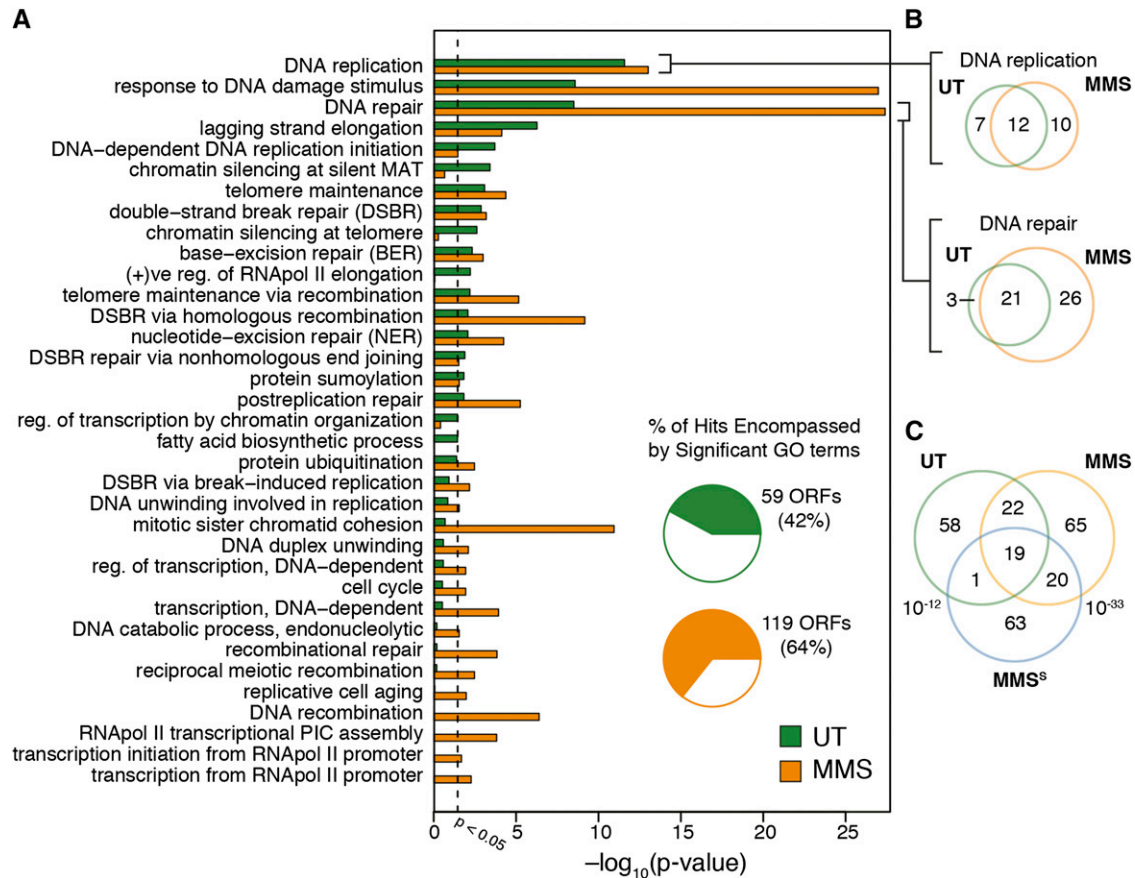 A
DNA replication
response to DNA damage stimulus
DNA repair
lagging strand elongation
DNA−dependent DNA replication initiation
chromatin silencing at silent MAT
telomere maintenance
double−strand break repair (DSBR)
chromatin silencing at telomere
base−excision repair (BER)
(+)ve reg. of RNApol II elongation
telomere maintenance via recombination
DSBR via homologous recombination
nucleotide−excision repair (NER)
DSBR repair via nonhomologous end joining
protein sumoylation
postreplication repair
reg. of transcription by chromatin organization
fatty acid biosynthetic process
protein ubiquitination
DSBR via break−induced replication
DNA unwinding involved in replication
mitotic sister chromatid cohesion
DNA duplex unwinding
reg. of transcription, DNA−dependent
cell cycle
transcription, DNA−dependent
DNA catabolic process, endonucleolytic
recombinational repair
reciprocal meiotic recombination
replicative cell aging
DNA recombination
RNApol II transcriptional PIC assembly
transcription initiation from RNApol II promoter
transcription from RNApol II promoter
0 5 10 15 20 25
p < 0.05
−log10(p-value)
% of Hits Encompassed
by Significant GO terms
59 ORFs
(42%)
119 ORFs
(64%)
UT
MMS
B
DNA replication
UT MMS
7 12 10
DNA repair
UT MMS
3 21 26
C
UT MMS
58 22 65
19
1 20
10-12 10-33
63
MMSS